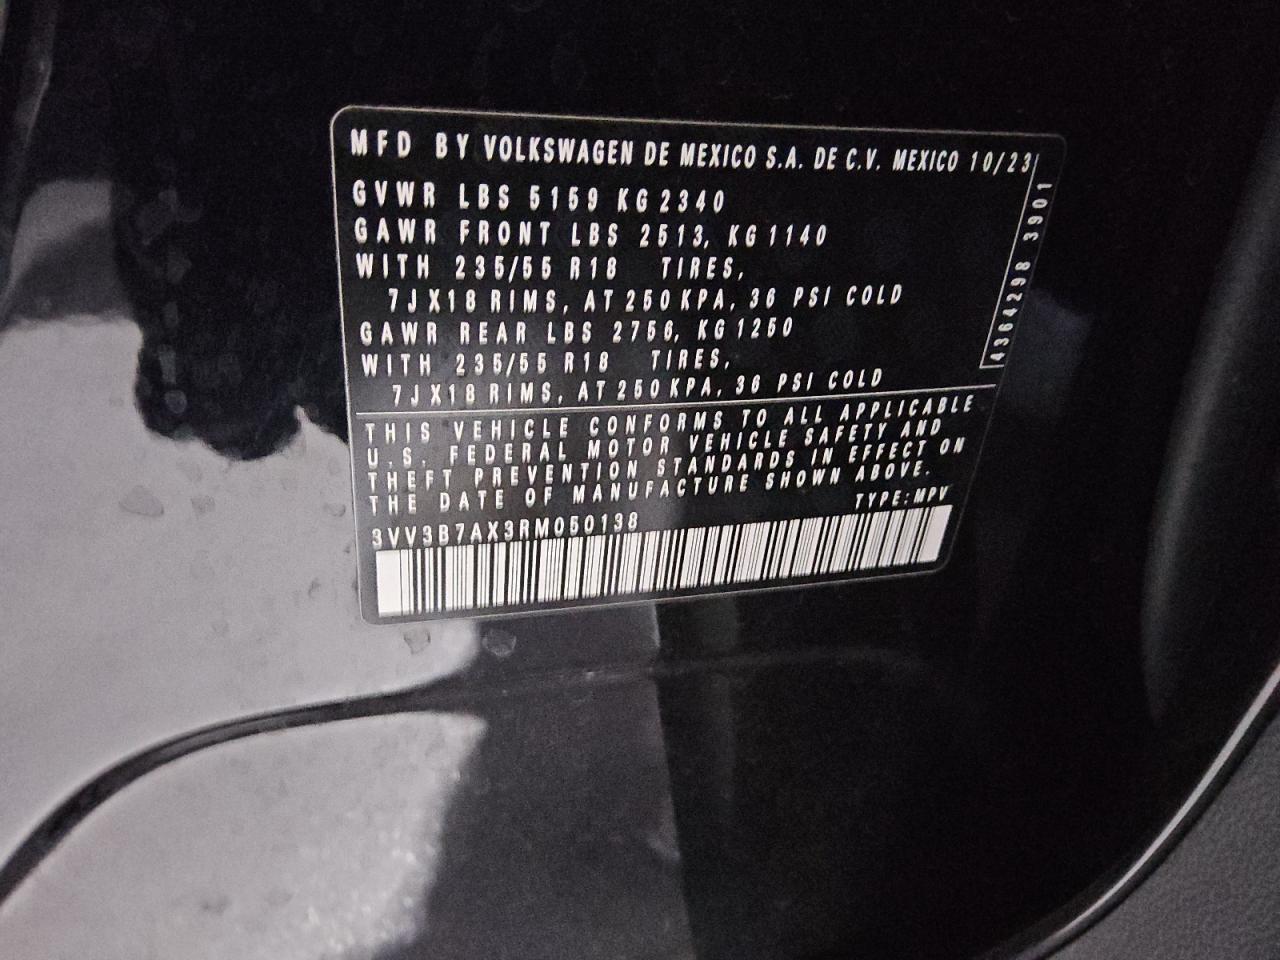 MFD BY VOLKSWAGEN DE MEXICO S.A. DE C.V. MEXICO 10/23
GVWR LBS 5159 KG 2340
GAWR FRONT LBS 2513, KG 1140
WITH 235/55 R18 TIRES,
7J X18 RIMS, AT 250 KPA, 36 PSI COLD
GAWR REAR LBS 2756, KG 1250
WITH 235/55 R18 TIRES,
7J X18 RIMS, AT 250 KPA, 36 PSI COLD
4364298 3901
THIS VEHICLE CONFORMS TO ALL APPLICABLE
U.S. FEDERAL MOTOR VEHICLE SAFETY AND
THEFT PREVENTION STANDARDS IN EFFECT ON
THE DATE OF MANUFACTURE SHOWN ABOVE.
3VV3B7AX3RM050138 TYPE: MPV